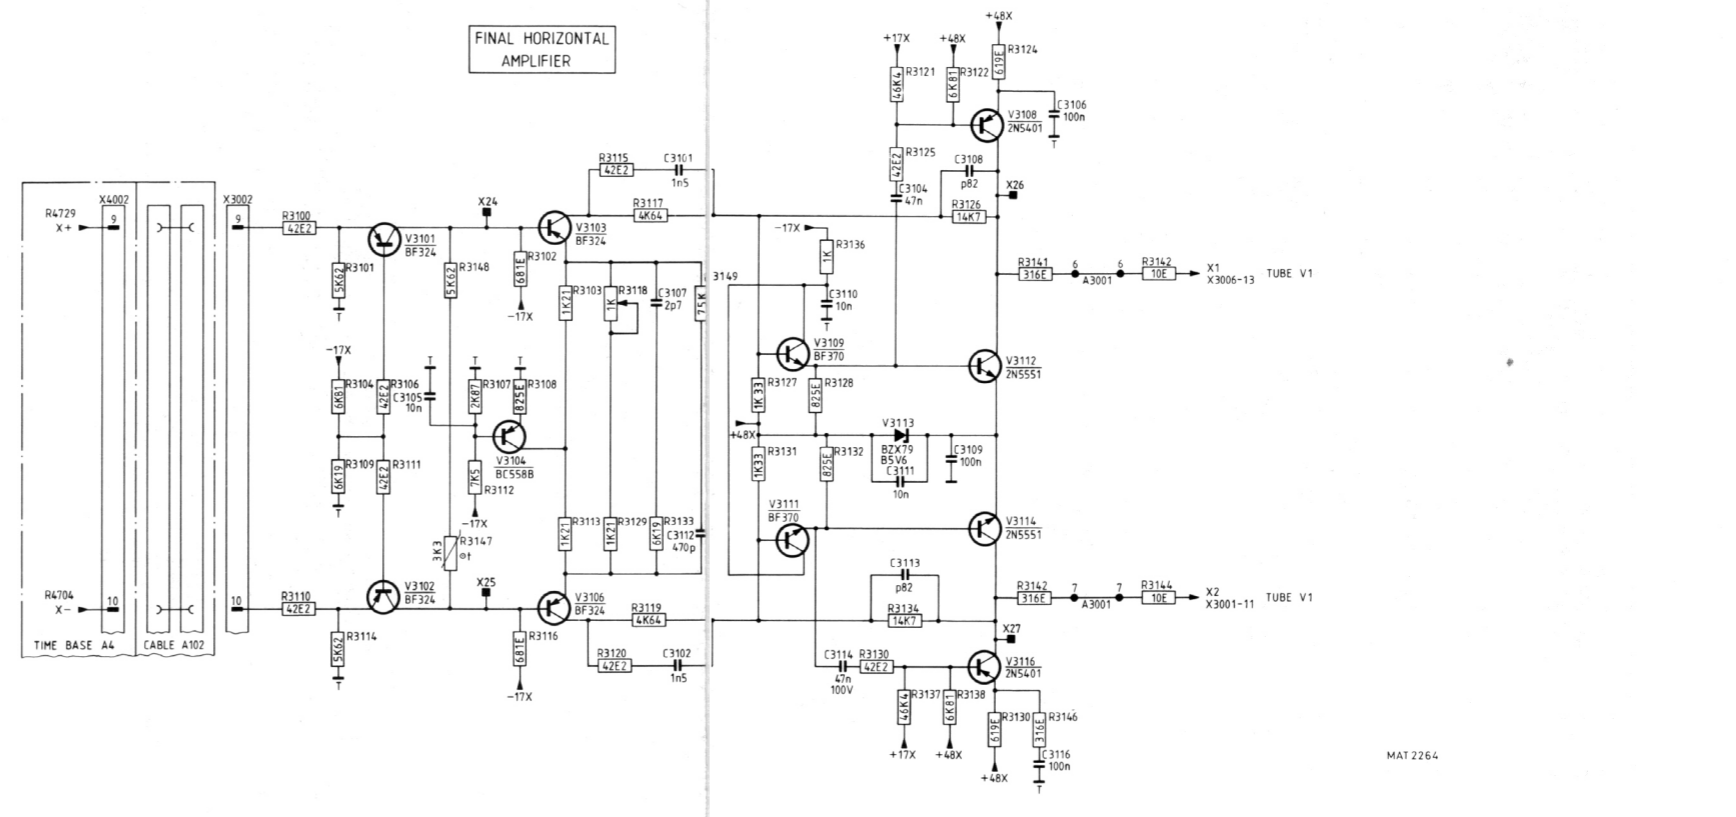 FINAL HORIZONTAL
AMPLIFIER
+48X
R3124
619E
+17X
+48X
R3121
46K4
R3122
6K81
C3106
100n
T
V3108
2N5401
R3125
42E2
C3104
47n
C3108
p82
X26
R3126
14K7
R3115
42E2
C3101
1n5
R3117
4K64
X24
V3103
BF324
X4002
9
R4729
X+
X3002
9
R3100
42E2
V3101
BF324
R3101
5K62
T
R3148
5K62
R3102
681E
-17X
R3103
1K21
R3118
1K
C3107
2p7
3149
75K
-17X
R3136
1K
C3110
10n
T
R3141
316E
6
A3001
6
R3142
10E
X1
X3006-13
TUBE V1
V3109
BF370
V3112
2N5551
-17X
R3104
6K81
R3106
42E2
T
C3105
10n
T
R3107
2K87
T
R3108
825E
R3127
1K33
R3128
825E
+48X
V3113
BZX79
B5V6
C3111
10n
C3109
100n
R3109
6K19
T
R3111
42E2
V3104
BC558B
7K5
R3112
-17X
R3131
1K33
R3132
825E
V3111
BF370
V3114
2N5551
3K3
R3147
θt
R3113
1K21
R3129
1K21
R3133
6K19
C3112
470p
R4704
X-
10
10
R3110
42E2
V3102
BF324
X25
V3106
BF324
R3119
4K64
C3113
p82
R3134
14K7
R3142
316E
7
A3001
7
R3144
10E
X2
X3001-11
TUBE V1
X27
R3114
5K62
T
R3116
681E
-17X
R3120
42E2
C3102
1n5
C3114
47n
100V
R3130
42E2
V3116
2N5401
R3137
46K4
+17X
R3138
6K81
+48X
R3130
619E
+48X
R3146
316E
C3116
100n
T
TIME BASE A4
CABLE A102
MAT2264